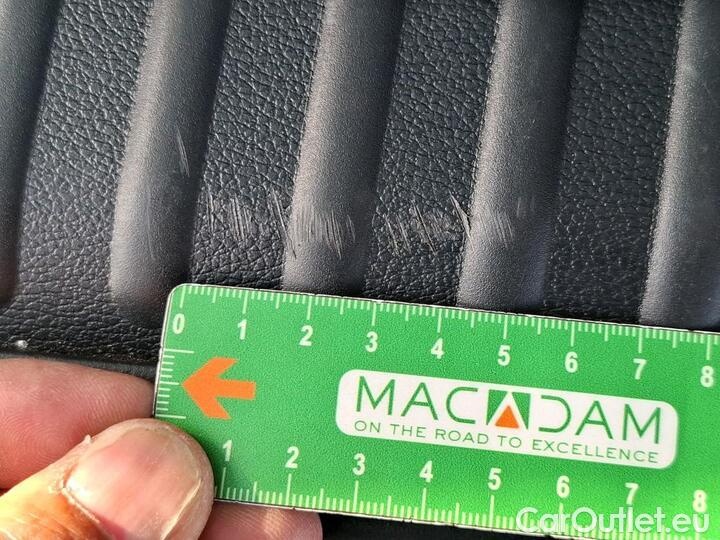 0 1 2 3 4 5 6 7 8
MACADAM
ON THE ROAD TO EXCELLENCE
1 2 3 4 5 6 7 8
CarOutlet.eu